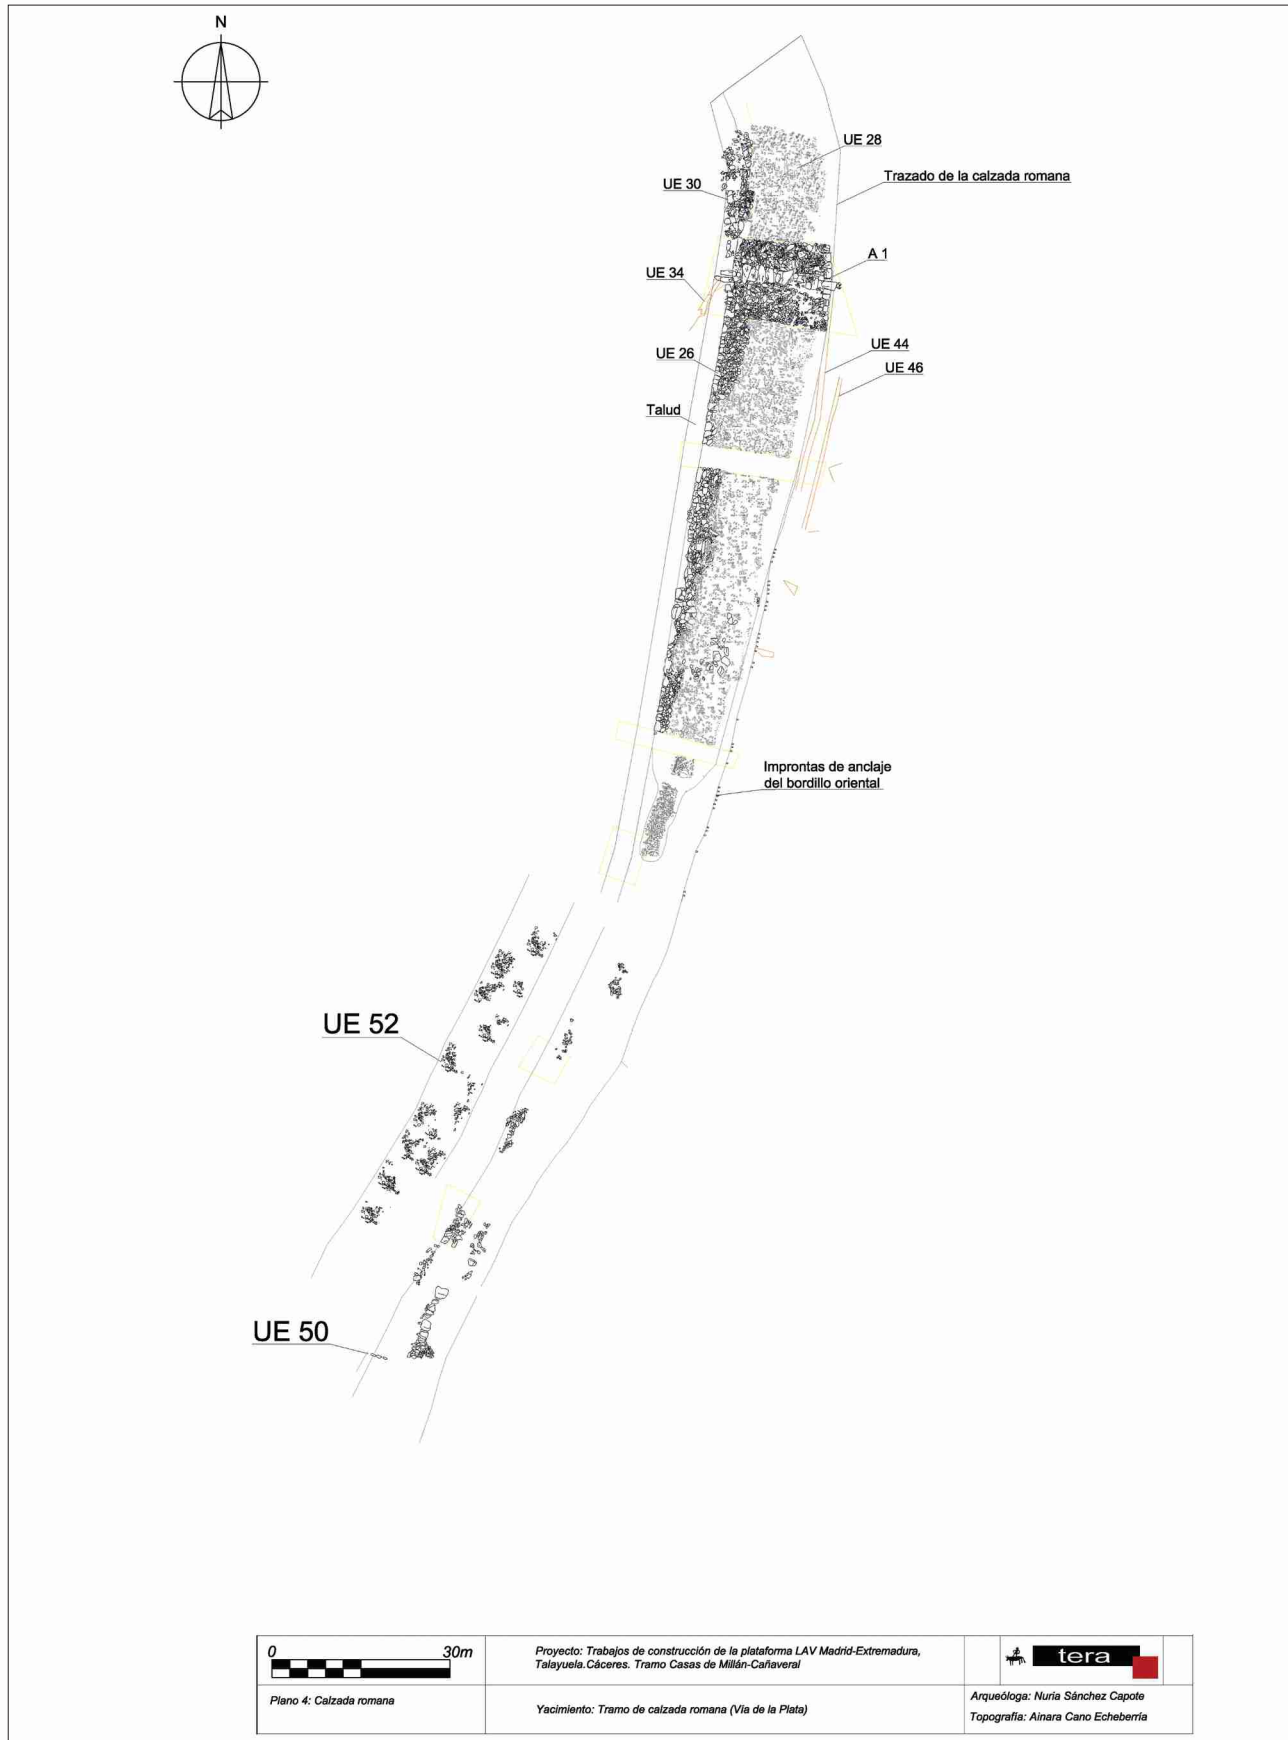 N
UE 28
UE 30
Trazado de la calzada romana
A 1
UE 34
UE 26
UE 44
UE 46
Talud
Improntas de anclaje
del bordillo oriental
UE 52
UE 50
0 30m
Plano 4: Calzada romana
Proyecto: Trabajos de construcción de la plataforma LAV Madrid-Extremadura,
Talayuela.Cáceres. Tramo Casas de Millán-Cañaveral
Yacimiento: Tramo de calzada romana (Vía de la Plata)
tera
Arqueóloga: Nuria Sánchez Capote
Topografía: Ainara Cano Echeberría